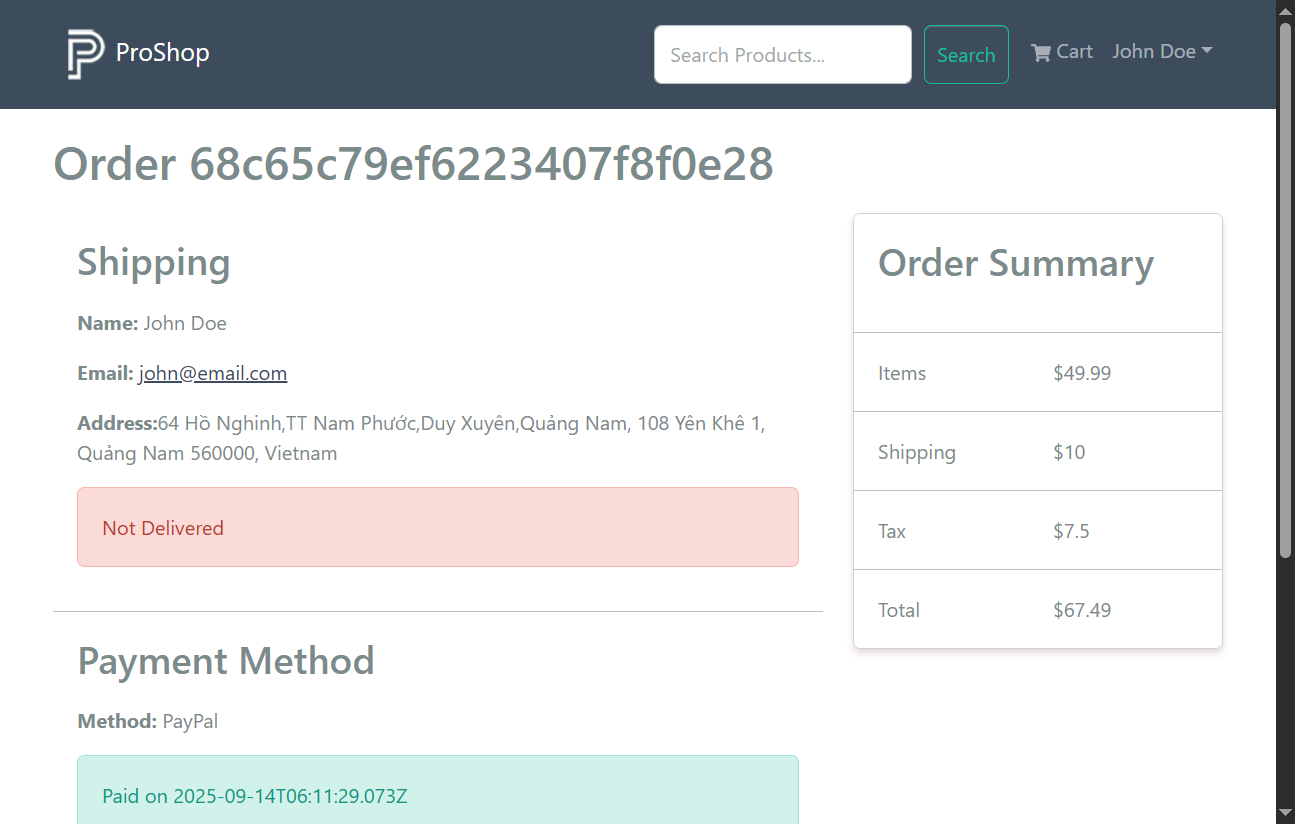 ProShop
Search Products...
Search
Cart
John Doe
Order 68c65c79ef6223407f8f0e28
Shipping
Name: John Doe
Email: john@email.com
Address:64 Hồ Nghinh,TT Nam Phước,Duy Xuyên,Quảng Nam, 108 Yên Khê 1,
Quảng Nam 560000, Vietnam
Not Delivered
Payment Method
Method: PayPal
Paid on 2025-09-14T06:11:29.073Z
Order Summary
Items $49.99
Shipping $10
Tax $7.5
Total $67.49